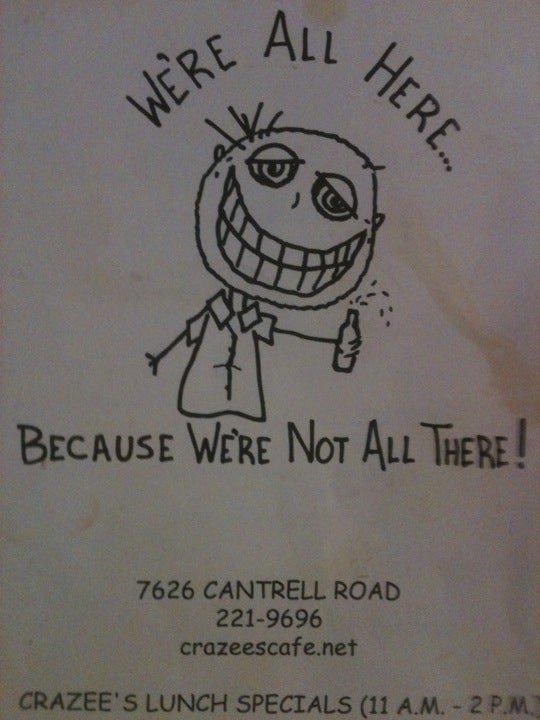 WE'RE ALL HERE...
BECAUSE WE'RE NOT ALL THERE!
7626 CANTRELL ROAD
221-9696
crazeescafe.net
CRAZEE'S LUNCH SPECIALS (11 A.M. - 2 P.M.)